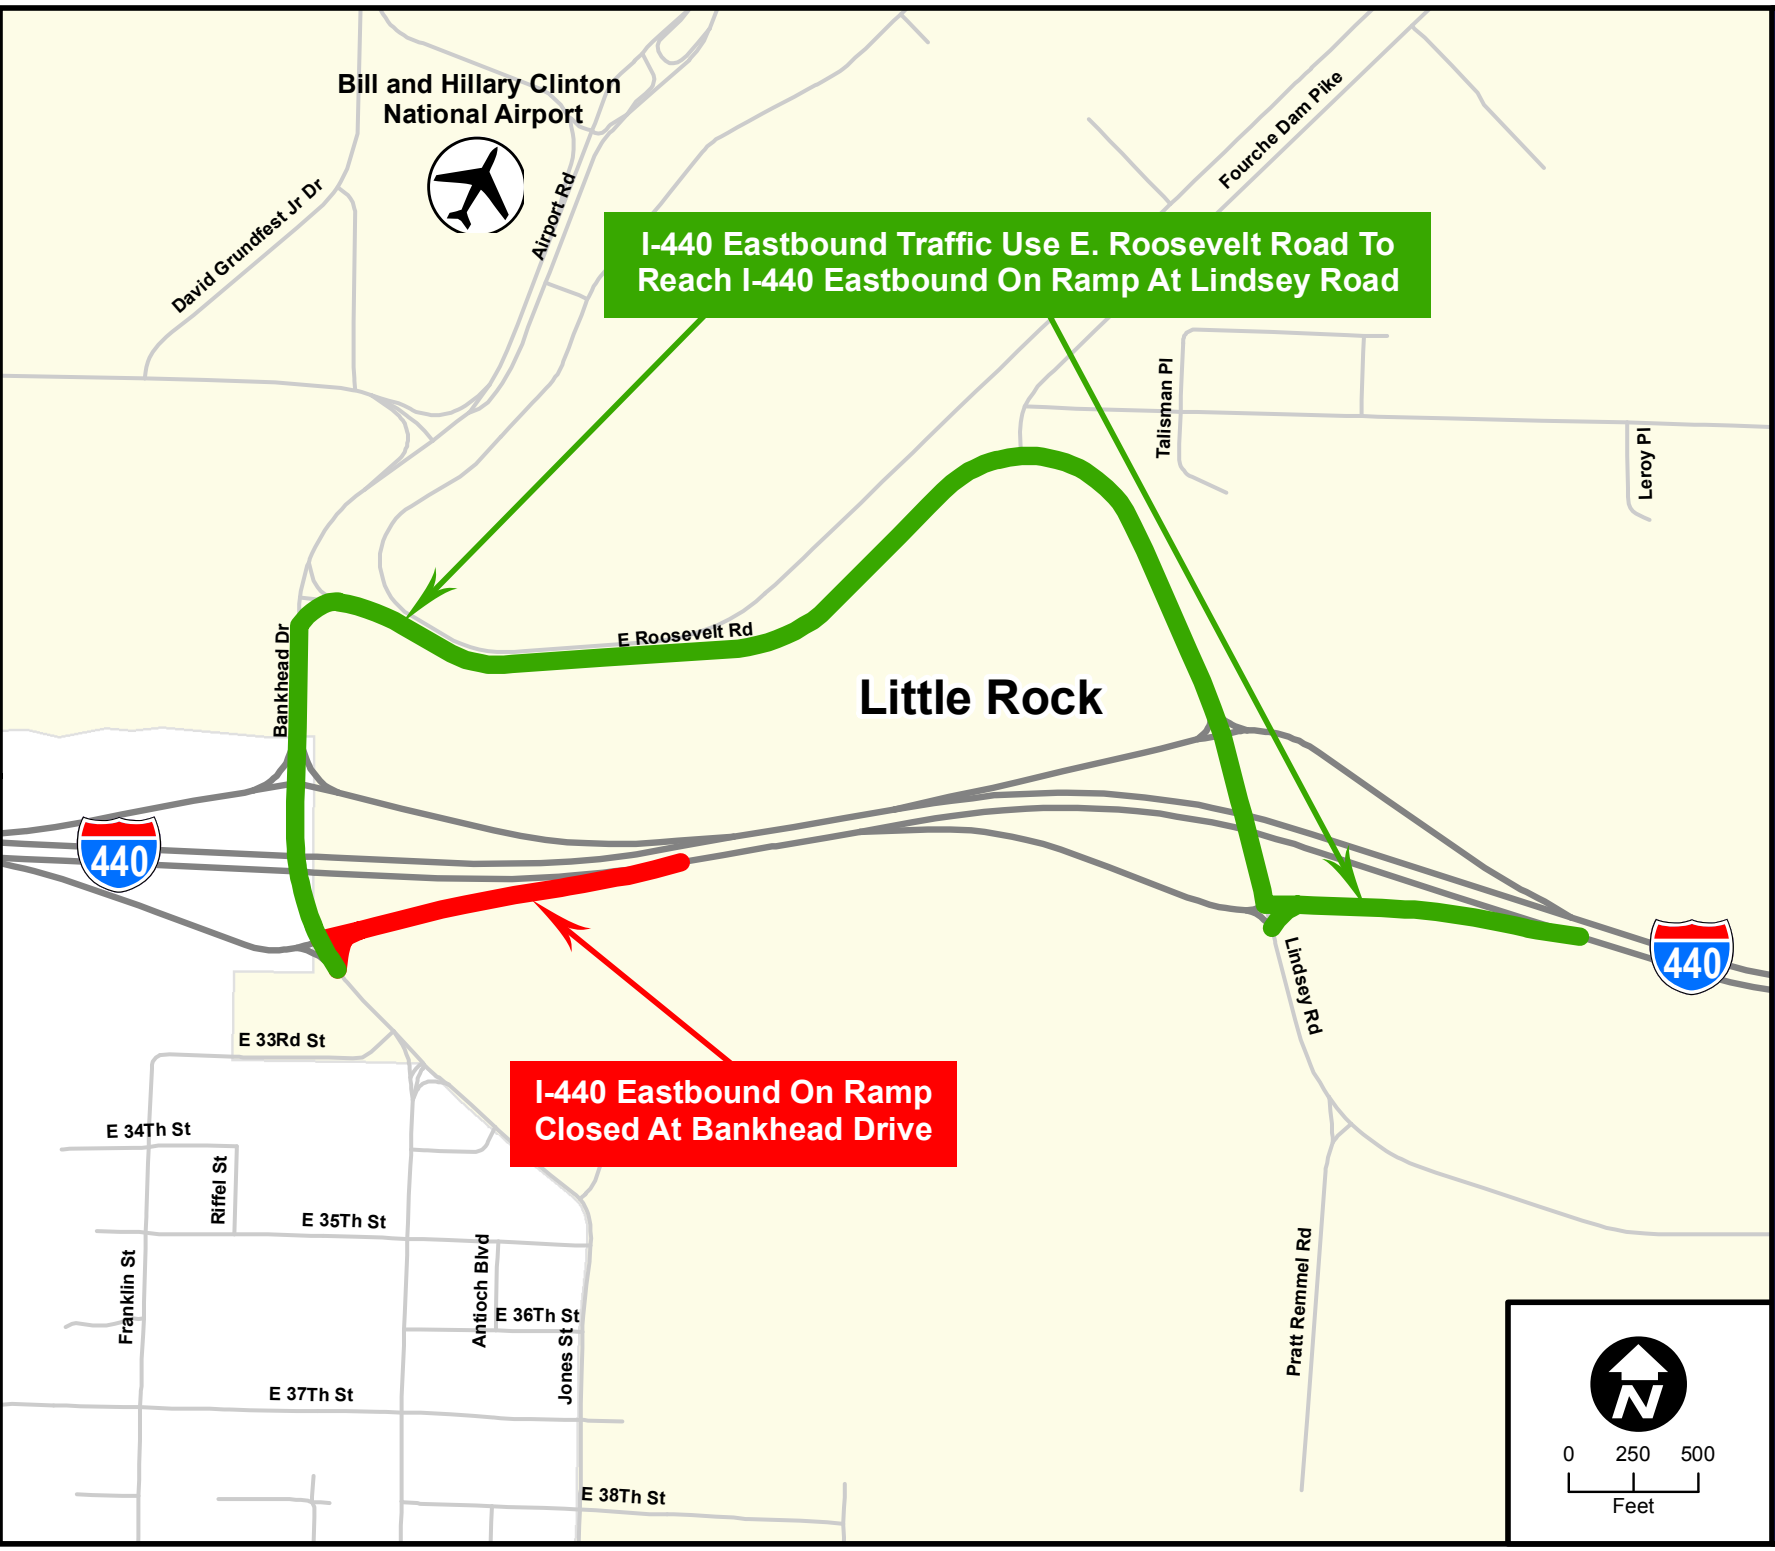 Bill and Hillary Clinton
National Airport
Fourche Dam Pike
David Grundfest Jr Dr
Airport Rd
I-440 Eastbound Traffic Use E. Roosevelt Road To
Reach I-440 Eastbound On Ramp At Lindsey Road
Talisman Pl
Leroy Pl
Bankhead Dr
E Roosevelt Rd
Little Rock
440
440
Lindsey Rd
E 33Rd St
I-440 Eastbound On Ramp
Closed At Bankhead Drive
E 34Th St
Riffel St
E 35Th St
Franklin St
Antioch Blvd
E 36Th St
Jones St
Pratt Remmel Rd
E 37Th St
E 38Th St
N
0 250 500
Feet